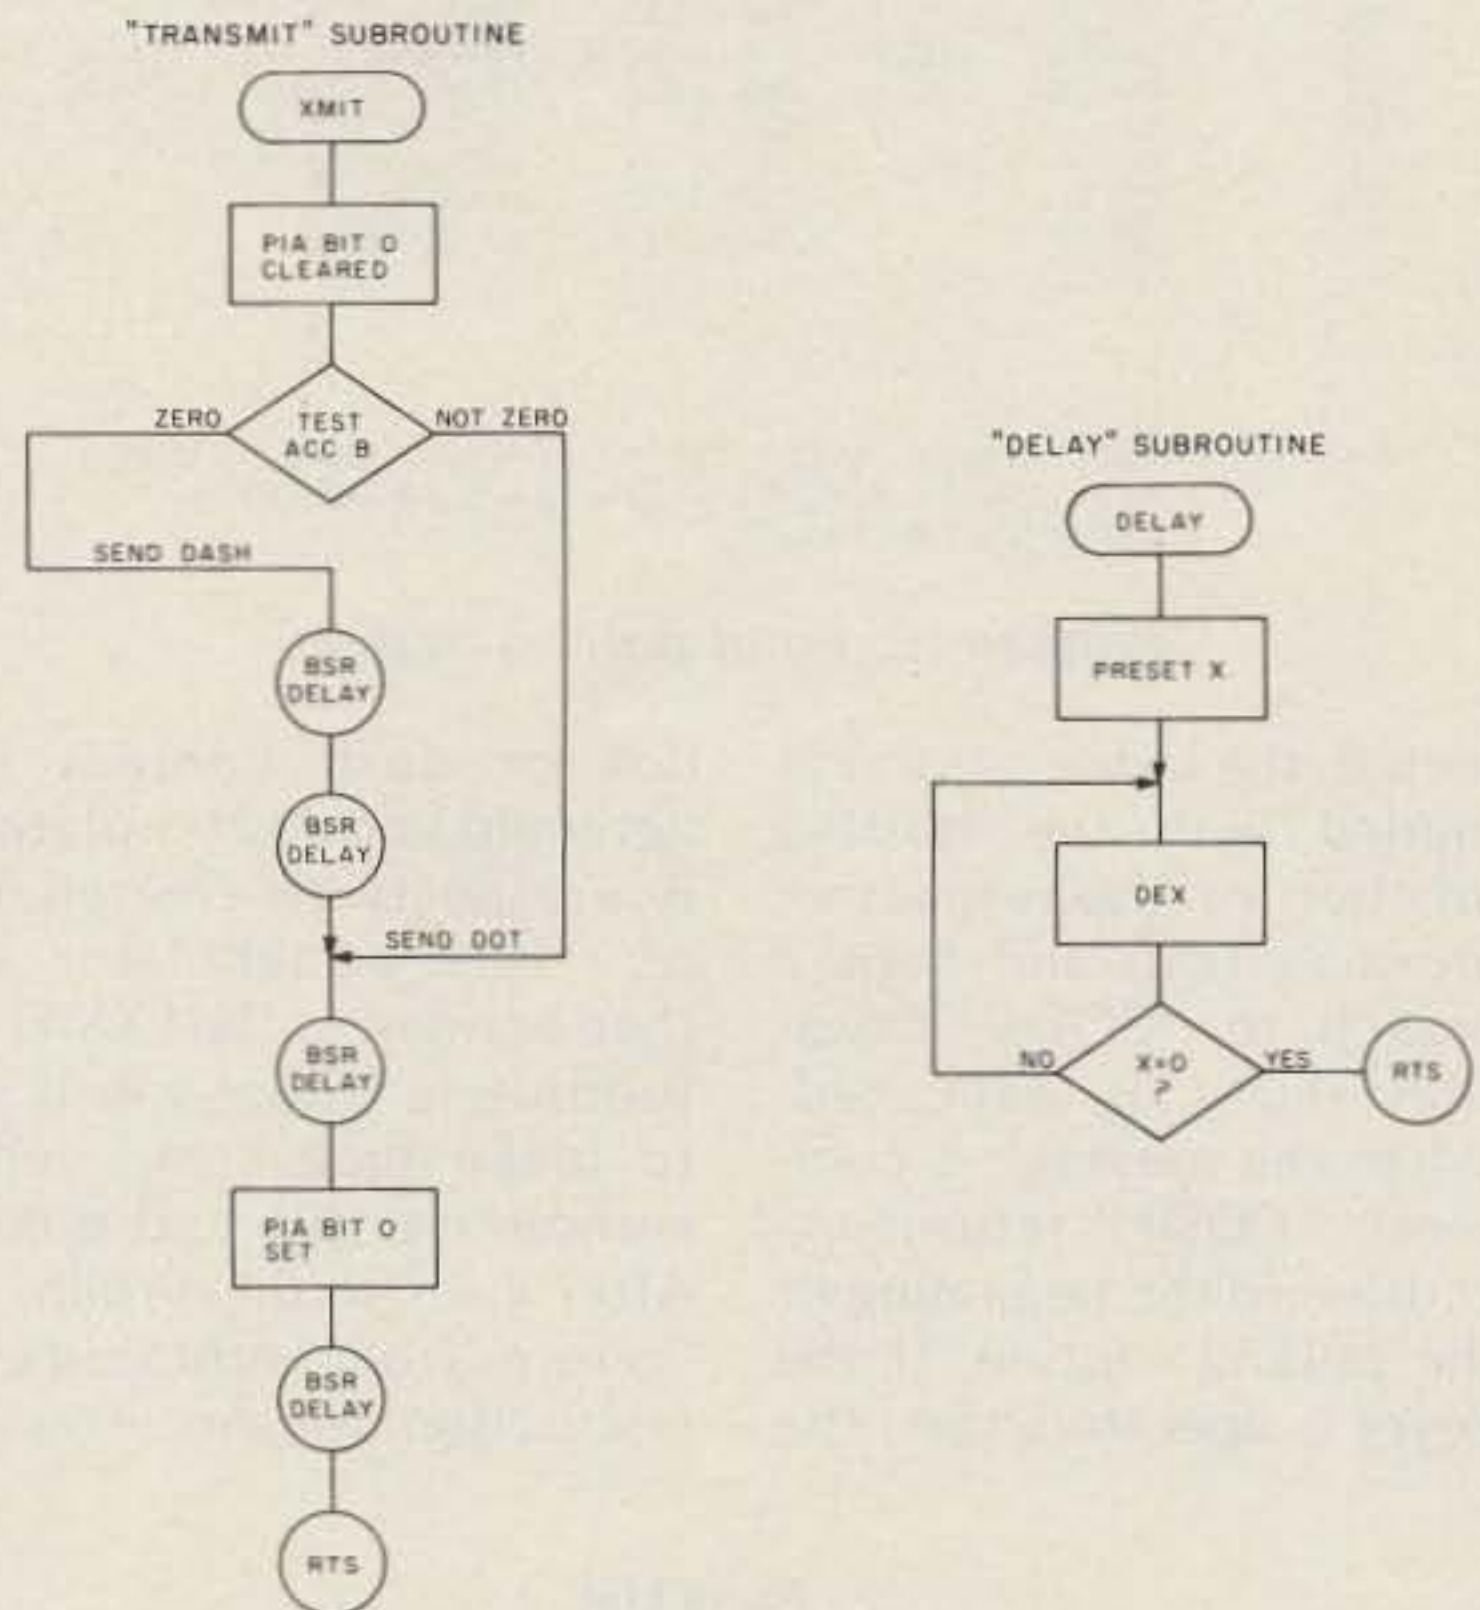 "TRANSMIT" SUBROUTINE
XMIT
PIA BIT 0
CLEARED
ZERO
TEST
ACC B
NOT ZERO
SEND DASH
BSR
DELAY
BSR
DELAY
SEND DOT
BSR
DELAY
PIA BIT 0
SET
BSR
DELAY
RTS
"DELAY" SUBROUTINE
DELAY
PRESET X
DEX
NO
X=0
?
YES
RTS